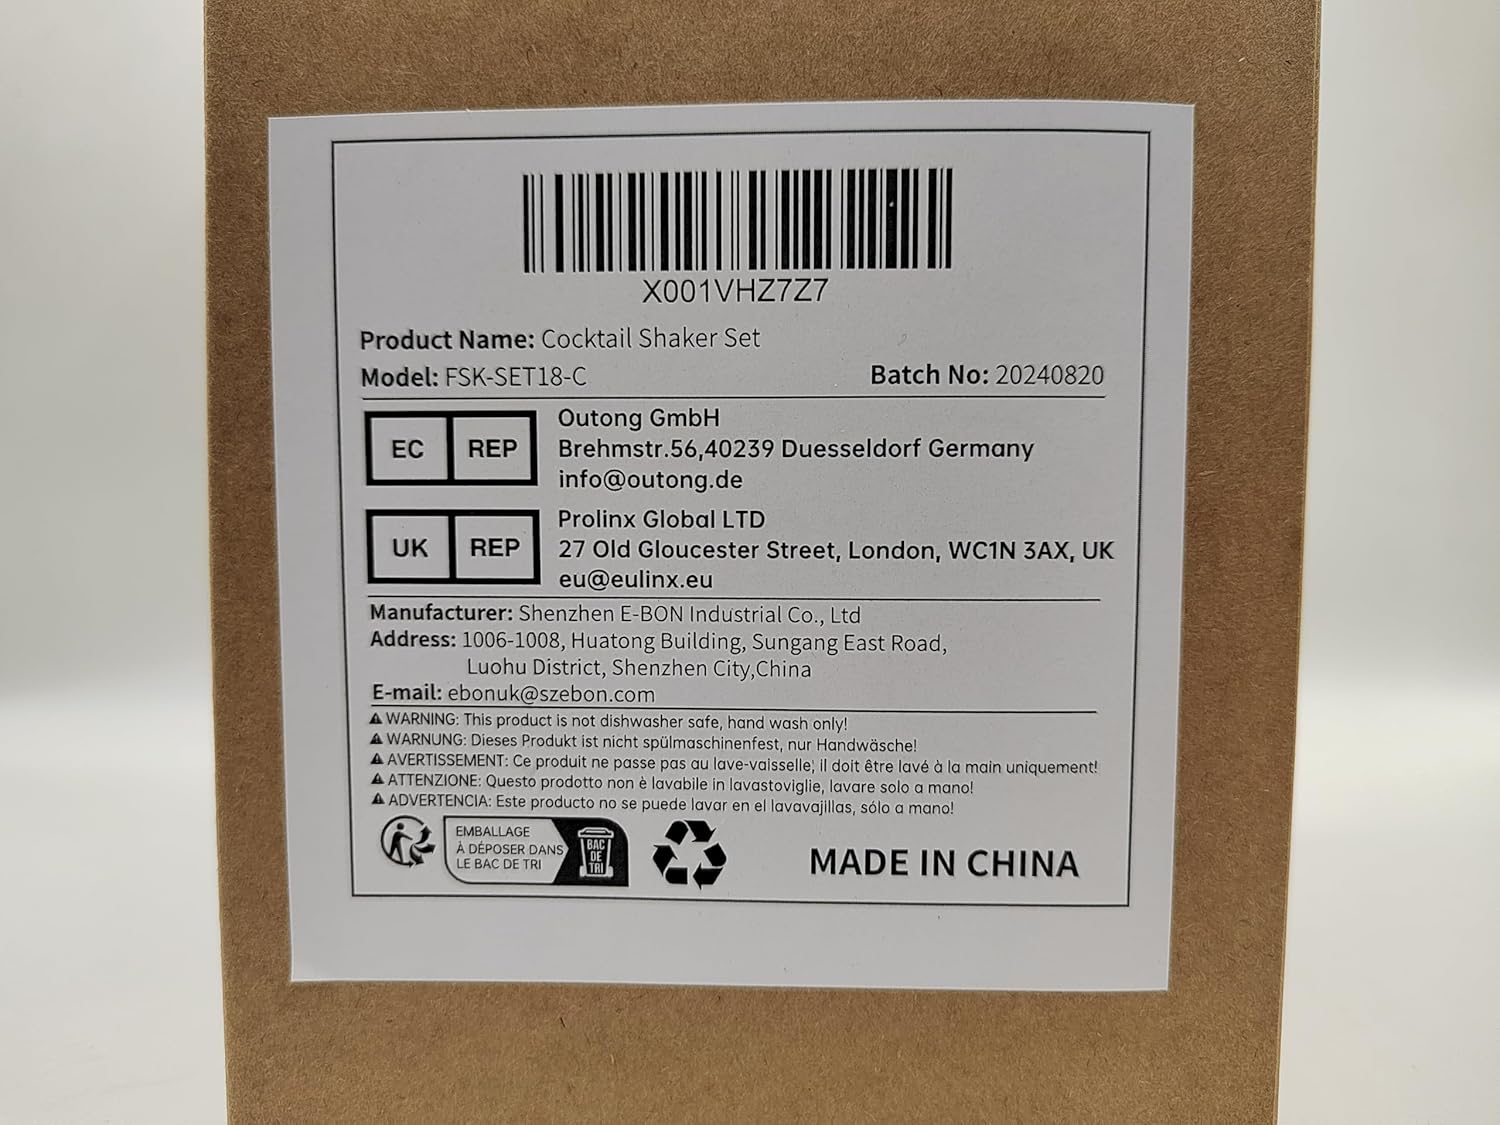 X001VHZ7Z7
Product Name: Cocktail Shaker Set
Model: FSK-SET18-C Batch No: 20240820
EC REP
Outong GmbH
Brehmstr.56,40239 Duesseldorf Germany
info@outong.de
UK REP
Prolinx Global LTD
27 Old Gloucester Street, London, WC1N 3AX, UK
eu@eulinx.eu
Manufacturer: Shenzhen E-BON Industrial Co., Ltd
Address: 1006-1008, Huatong Building, Sungang East Road,
Luohu District, Shenzhen City,China
E-mail: ebonuk@szebon.com
WARNING: This product is not dishwasher safe, hand wash only!
WARNUNG: Dieses Produkt ist nicht spülmaschinenfest, nur Handwäsche!
AVERTISSEMENT: Ce produit ne passe pas au lave-vaisselle; il doit être lavé à la main uniquement!
ATTENZIONE: Questo prodotto non è lavabile in lavastoviglie, lavare solo a mano!
ADVERTENCIA: Este producto no se puede lavar en el lavavajillas, sólo a mano!
EMBALLAGE
À DÉPOSER DANS
LE BAC DE TRI
BAC
DE
TRI
MADE IN CHINA